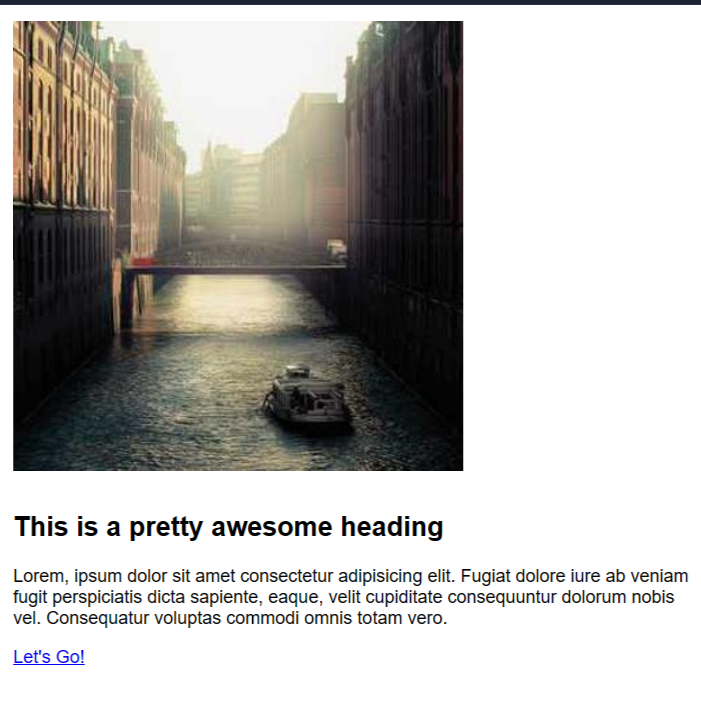 This is a pretty awesome heading
Lorem, ipsum dolor sit amet consectetur adipisicing elit. Fugiat dolore iure ab veniam
fugit perspiciatis dicta sapiente, eaque, velit cupiditate consequuntur dolorum nobis
vel. Consequatur voluptas commodi omnis totam vero.
Let's Go!